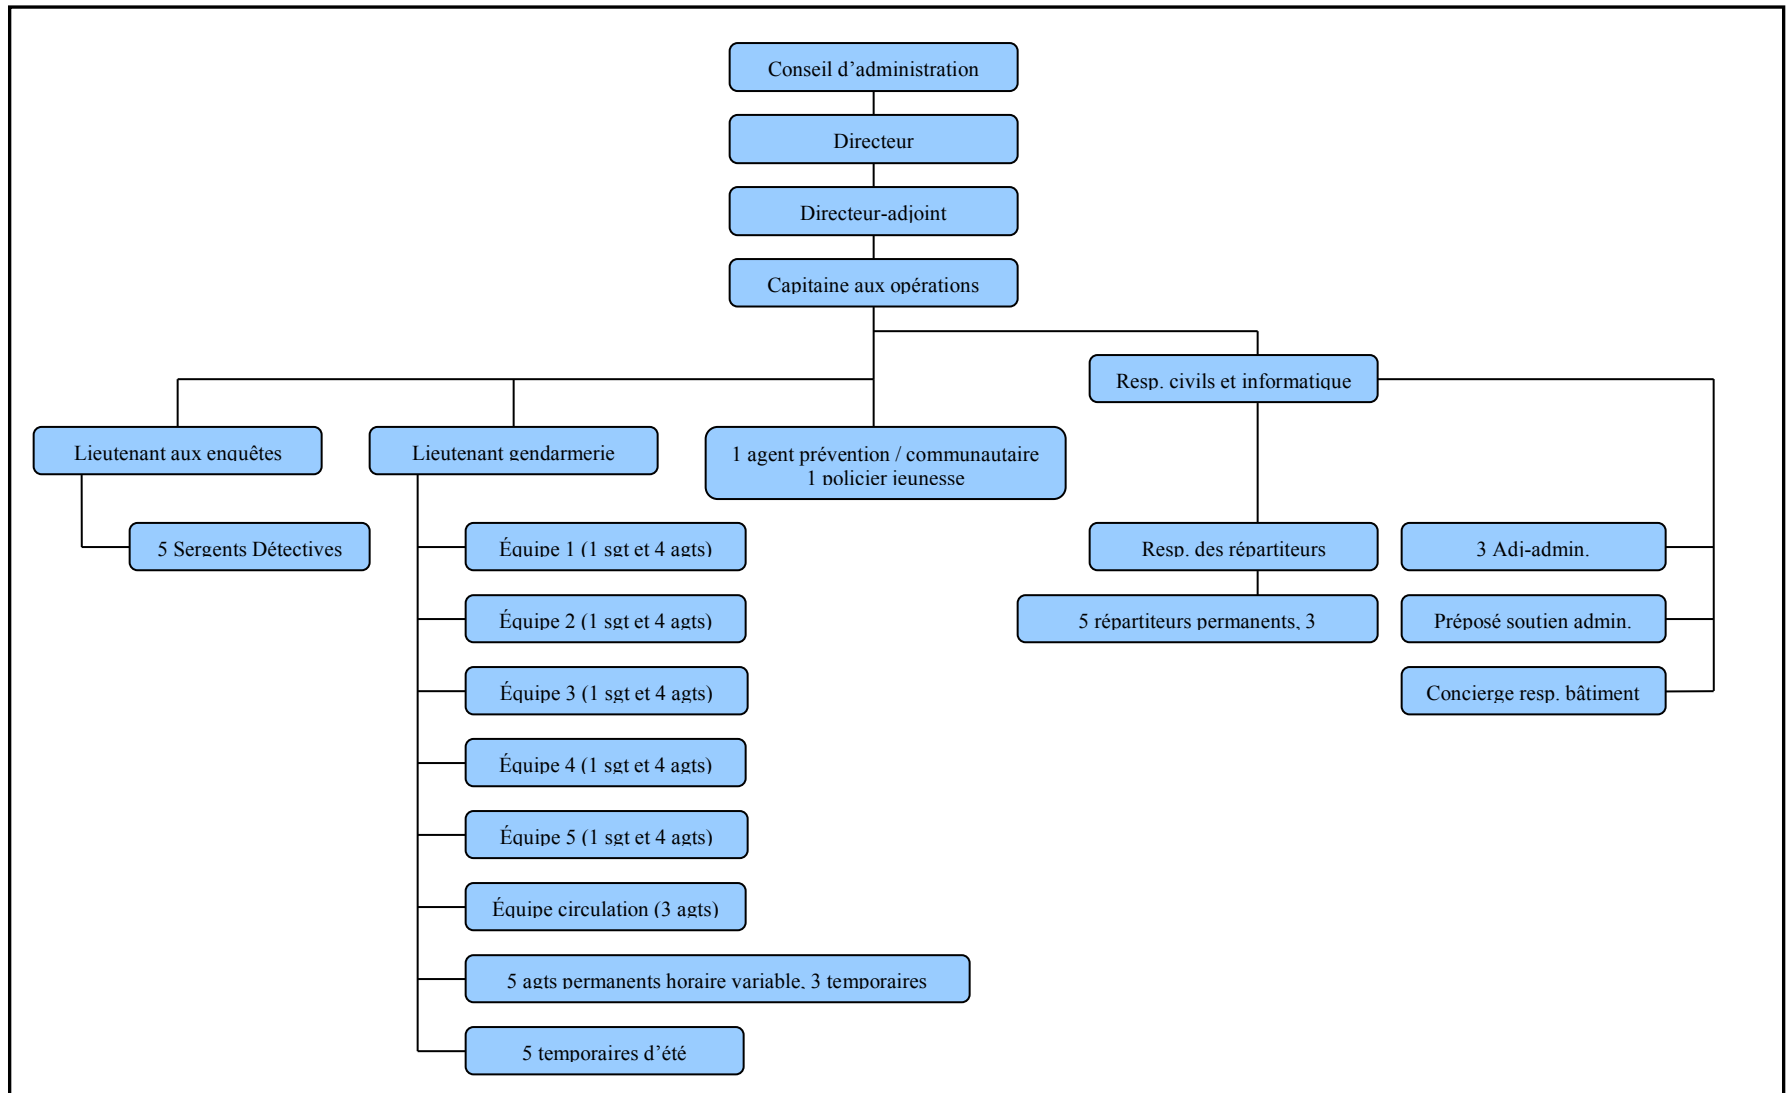 Conseil d’administration
Directeur
Directeur-adjoint
Capitaine aux opérations
Resp. civils et informatique
Lieutenant aux enquêtes
Lieutenant gendarmerie
1 agent prévention / communautaire
1 policier jeunesse
5 Sergents Détectives
Équipe 1 (1 sgt et 4 agts)
Resp. des répartiteurs
3 Adj-admin.
Équipe 2 (1 sgt et 4 agts)
5 répartiteurs permanents, 3
Préposé soutien admin.
Équipe 3 (1 sgt et 4 agts)
Concierge resp. bâtiment
Équipe 4 (1 sgt et 4 agts)
Équipe 5 (1 sgt et 4 agts)
Équipe circulation (3 agts)
5 agts permanents horaire variable, 3 temporaires
5 temporaires d’été